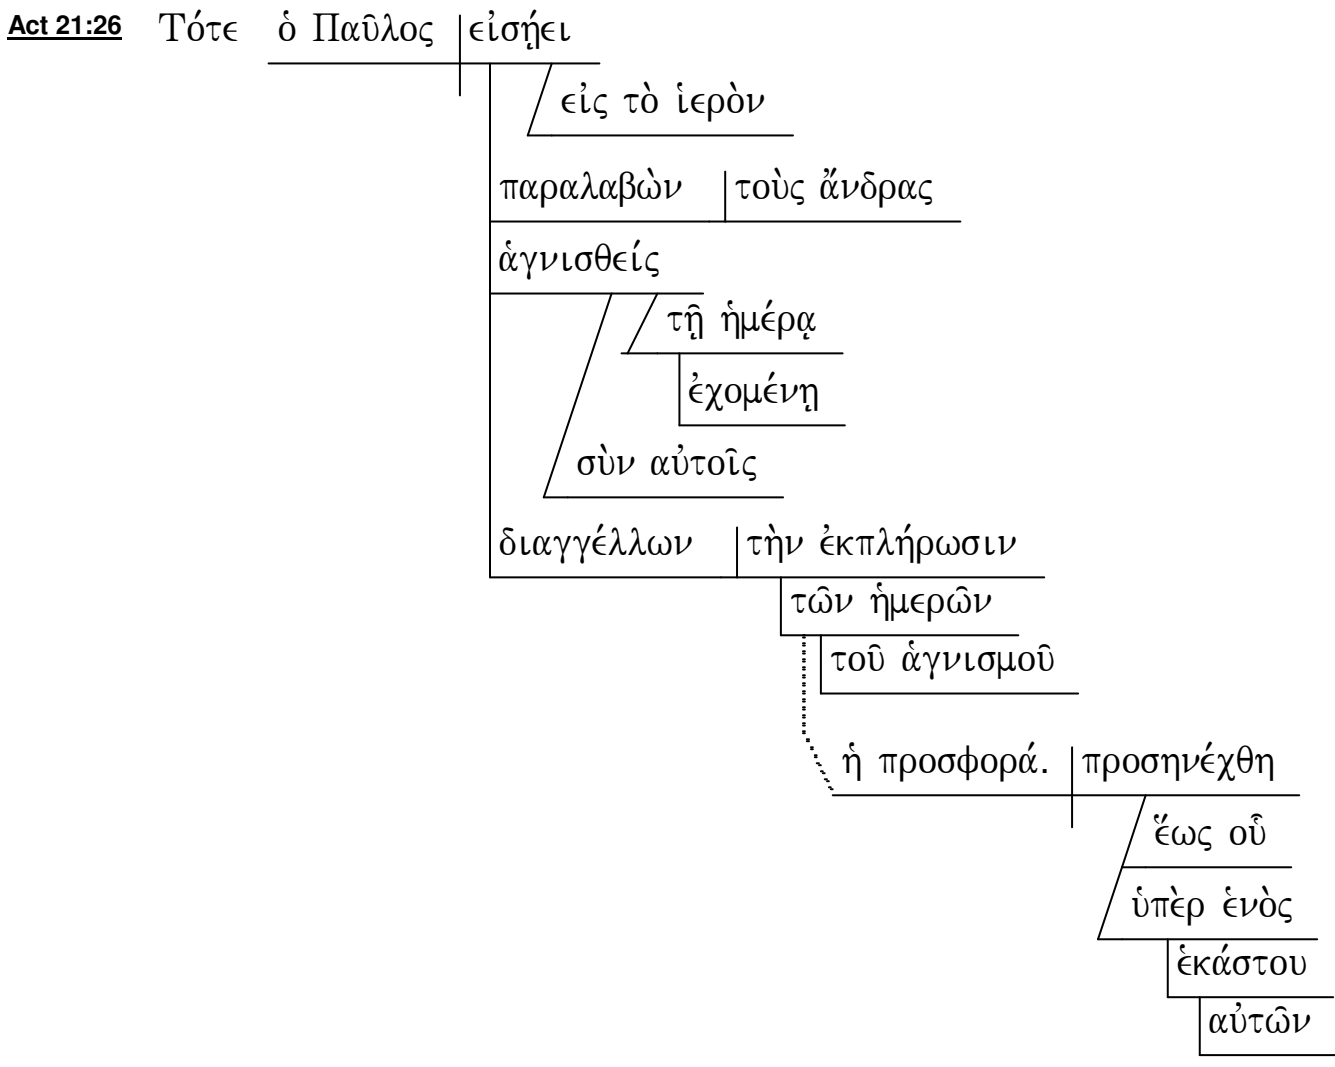 Act 21:26 Τότε ὁ Παῦλος εἰσῄει
εἰς τὸ ἱερὸν
παραλαβὼν τοὺς ἄνδρας
ἁγνισθείς
τῇ ἡμέρᾳ
ἐχομένῃ
σὺν αὐτοῖς
διαγγέλλων τὴν ἐκπλήρωσιν
τῶν ἡμερῶν
τοῦ ἁγνισμοῦ
ἡ προσφορά. προσηνέχθη
ἕως οὗ
ὑπὲρ ἑνὸς
ἑκάστου
αὐτῶν